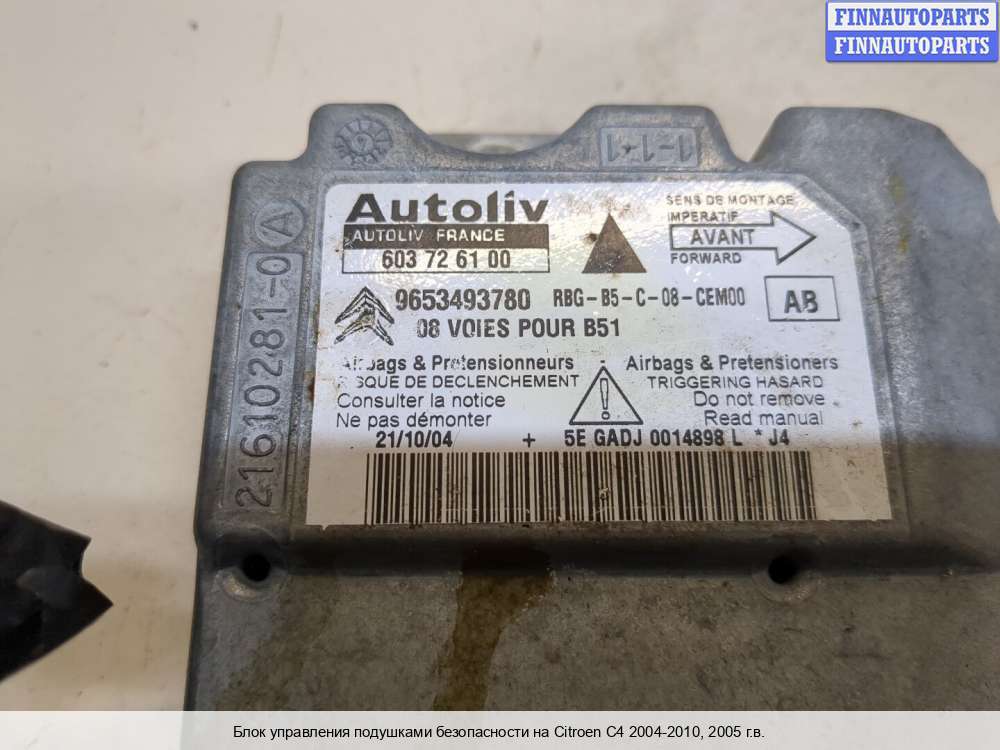 FINNAUTOPARTS
FINNAUTOPARTS
1-1-1
21610281-0 A
Autoliv
AUTOLIV FRANCE
603 72 61 00
SENS DE MONTAGE
IMPERATIF
AVANT
FORWARD
9653493780 RBG-B5-C-08-CEM00
AB
08 VOIES POUR B51
Airbags & Pretensionneurs - Airbags & Pretensioners
RISQUE DE DECLENCHEMENT TRIGGERING HASARD
Consulter la notice Do not remove
Ne pas démonter Read manual
21/10/04 + 5E GADJ 0014898 L * J4
Блок управления подушками безопасности на Citroen C4 2004-2010, 2005 г.в.